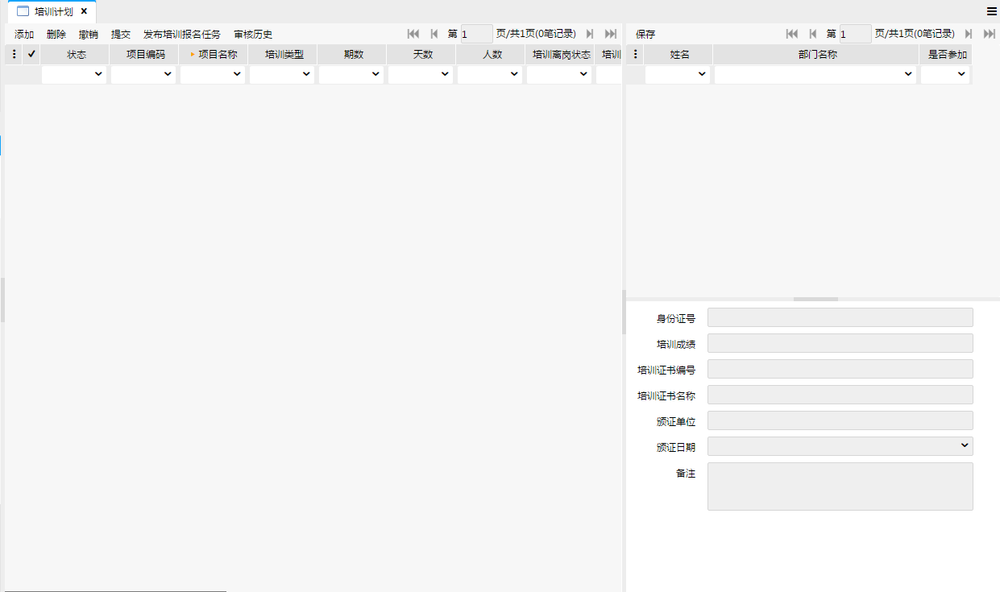 培训计划
添加 删除 撤销 提交 发布培训报名任务 审核历史 第 1 页/共1页(0笔记录)
状态 项目编码 项目名称 培训类型 期数 天数 人数 培训离岗状态 培训
保存 第 1 页/共1页(0笔记录)
姓名 部门名称 是否参加
身份证号
培训成绩
培训证书编号
培训证书名称
颁证单位
颁证日期
备注